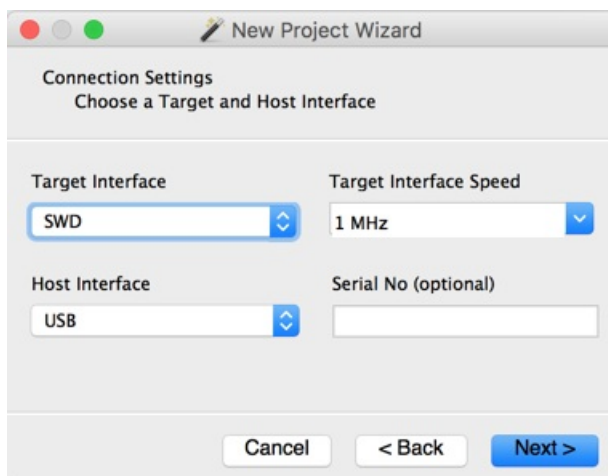 New Project Wizard
Connection Settings
Choose a Target and Host Interface
Target Interface
Target Interface Speed
SWD
1 MHz
Host Interface
Serial No (optional)
USB
Cancel
< Back
Next >